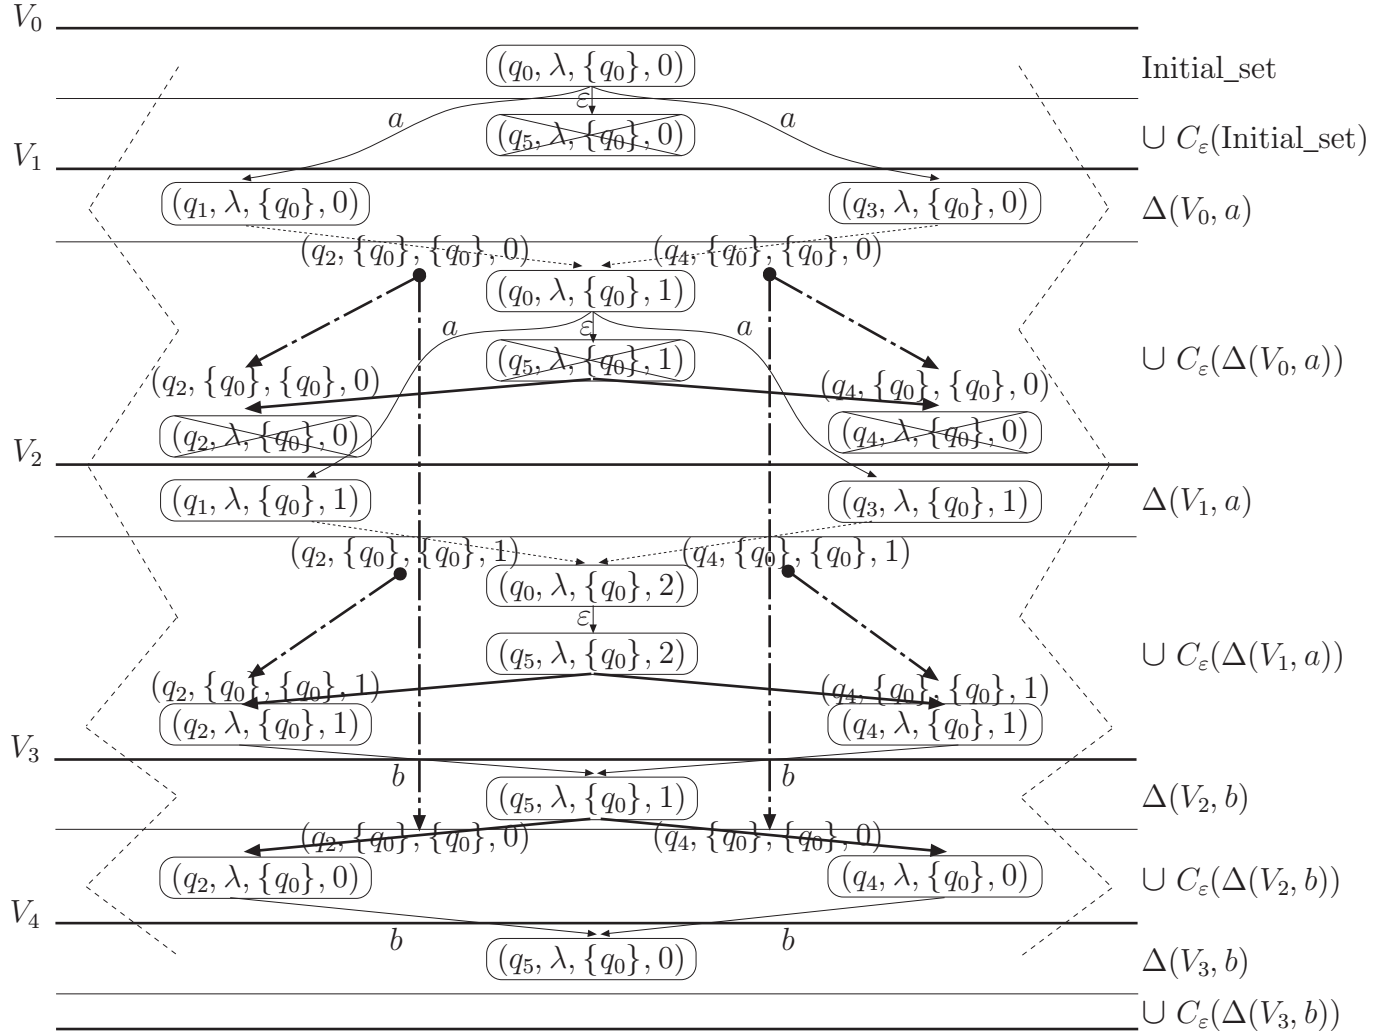 V₀
(q₀, λ, {q₀}, 0)
Initial_set
ε
a
a
(q₅, λ, {q₀}, 0)
∪ C_ε(Initial_set)
V₁
(q₁, λ, {q₀}, 0)
(q₃, λ, {q₀}, 0)
Δ(V₀, a)
(q₂, {q₀}, {q₀}, 0)
(q₄, {q₀}, {q₀}, 0)
(q₀, λ, {q₀}, 1)
a
ε
a
(q₅, λ, {q₀}, 1)
∪ C_ε(Δ(V₀, a))
(q₂, {q₀}, {q₀}, 0)
(q₄, {q₀}, {q₀}, 0)
(q₂, λ, {q₀}, 0)
(q₄, λ, {q₀}, 0)
V₂
(q₁, λ, {q₀}, 1)
(q₃, λ, {q₀}, 1)
Δ(V₁, a)
(q₂, {q₀}, {q₀}, 1)
(q₄, {q₀}, {q₀}, 1)
(q₀, λ, {q₀}, 2)
ε
(q₅, λ, {q₀}, 2)
∪ C_ε(Δ(V₁, a))
(q₂, {q₀}, {q₀}, 1)
(q₄, {q₀}, {q₀}, 1)
(q₂, λ, {q₀}, 1)
(q₄, λ, {q₀}, 1)
V₃
b
b
(q₅, λ, {q₀}, 1)
Δ(V₂, b)
(q₂, {q₀}, {q₀}, 0)
(q₄, {q₀}, {q₀}, 0)
(q₂, λ, {q₀}, 0)
(q₄, λ, {q₀}, 0)
∪ C_ε(Δ(V₂, b))
V₄
b
b
(q₅, λ, {q₀}, 0)
Δ(V₃, b)
∪ C_ε(Δ(V₃, b))